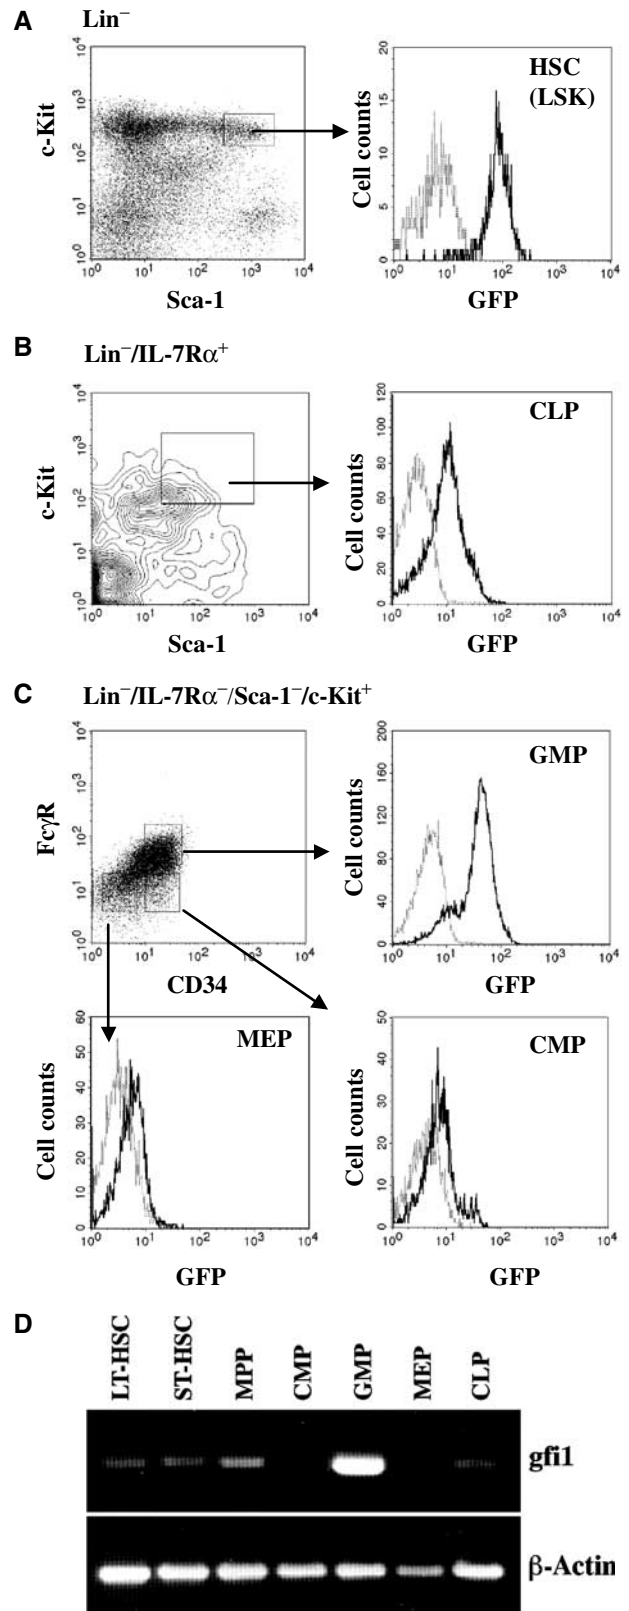 A
Lin⁻
c-Kit
10⁴
10³
10²
10¹
10⁰
10⁰ 10¹ 10² 10³ 10⁴
Sca-1
HSC
(LSK)
Cell counts
20
15
10
5
0
10⁰ 10¹ 10² 10³ 10⁴
GFP
B
Lin⁻/IL-7Rα⁺
c-Kit
10⁴
10³
10²
10¹
10⁰
10⁰ 10¹ 10² 10³ 10⁴
Sca-1
CLP
Cell counts
120
100
80
60
40
20
0
10⁰ 10¹ 10² 10³ 10⁴
GFP
C
Lin⁻/IL-7Rα⁻/Sca-1⁻/c-Kit⁺
FcγR
10⁴
10³
10²
10¹
10⁰
10⁰ 10¹ 10² 10³ 10⁴
CD34
GMP
Cell counts
200
160
120
80
40
0
10⁰ 10¹ 10² 10³ 10⁴
GFP
MEP
Cell counts
60
50
40
30
20
10
0
10⁰ 10¹ 10² 10³ 10⁴
GFP
CMP
Cell counts
50
40
30
20
10
0
10⁰ 10¹ 10² 10³ 10⁴
GFP
D
LT-HSC ST-HSC MPP CMP GMP MEP CLP
gfi1
β-Actin